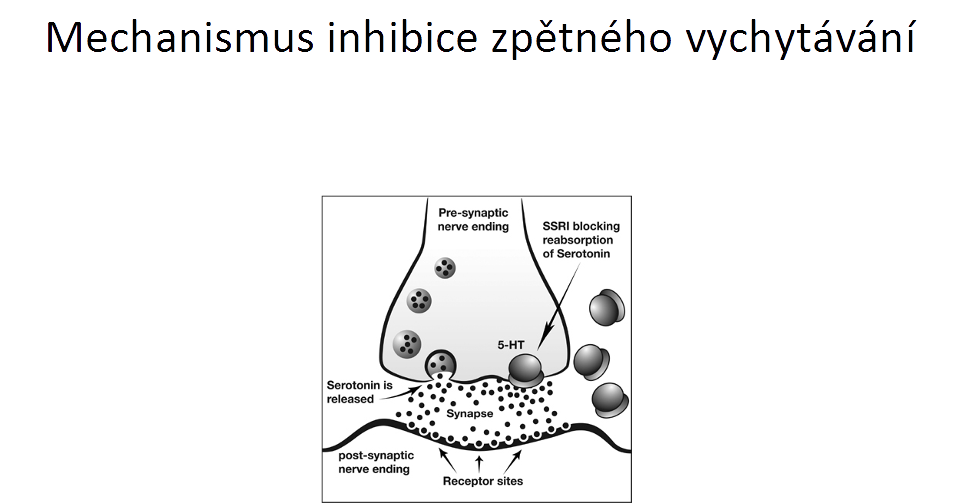 Mechanismus inhibice zpětného vychytávání
Pre-synaptic
nerve ending
SSRI blocking
reabsorption
of Serotonin
5-HT
Serotonin is
released
Synapse
post-synaptic
nerve ending
Receptor sites